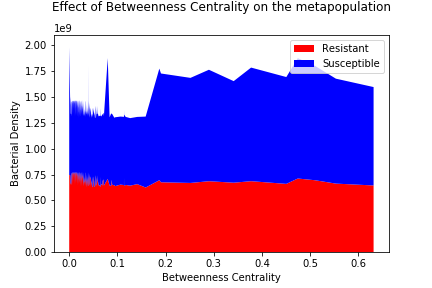 Effect of Betweenness Centrality on the metapopulation
1e9
Resistant
Susceptible
2.00
1.75
1.50
1.25
1.00
0.75
0.50
0.25
0.00
Bacterial Density
0.0 0.1 0.2 0.3 0.4 0.5 0.6
Betweenness Centrality